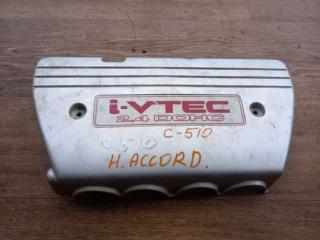 i-VTEC
2.4 DOHC
C-510
C 510
H. ACCORD.